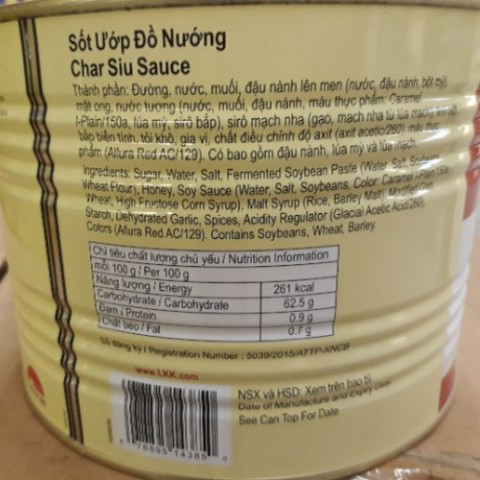 Sốt Ướp Đồ Nướng
Char Siu Sauce
Thành phần: Đường, nước, muối, đậu nành lên men (nước, đậu nành, bột mỳ),
mật ong, nước tương (nước, muối, đậu nành, màu thực phẩm: Caramel
I-Plain/150a, lúa mỳ, sirô bắp), sirô mạch nha (gạo, mạch nha từ lúa mạch),
bắp biến tính, tỏi khô, gia vị, chất điều chỉnh độ axit (axit acetic/260), màu thực
phẩm (Allura Red AC/129). Có bao gồm đậu nành, lúa mỳ và lúa mạch.
Ingredients: Sugar, Water, Salt, Fermented Soybean Paste (Water, Salt, Soybeans,
Wheat Flour), Honey, Soy Sauce (Water, Salt, Soybeans, Color: Caramel I-Plain/150a,
Wheat, High Fructose Corn Syrup), Malt Syrup (Rice, Barley Malt), Modified Corn
Starch, Dehydrated Garlic, Spices, Acidity Regulator (Glacial Acetic Acid/260),
Colors (Allura Red AC/129). Contains Soybeans, Wheat, Barley.
Chỉ tiêu chất lượng chủ yếu / Nutrition Information
mỗi 100 g / Per 100 g
Năng lượng / Energy 261 kcal
Carbohydrate / Carbohydrate 62.5 g
Đạm / Protein 0.9 g
Chất béo / Fat 0.7 g
Số đăng ký / Registration Number : 5039/2015/ATTP-XNCB
www.LKK.com
NSX và HSD: Xem trên bao bì
Date of Manufacture and Expiry Date
See Can Top For Date
78895 14385